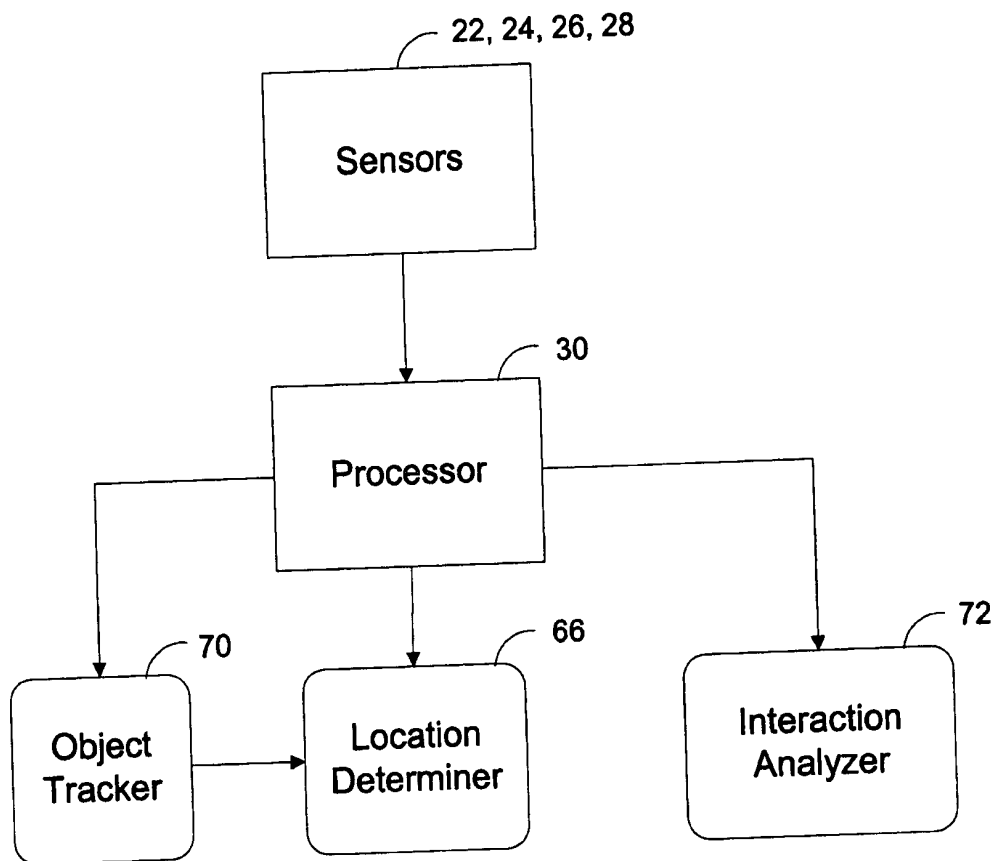 22, 24, 26, 28
Sensors
30
Processor
70
66
72
Object
Tracker
Location
Determiner
Interaction
Analyzer